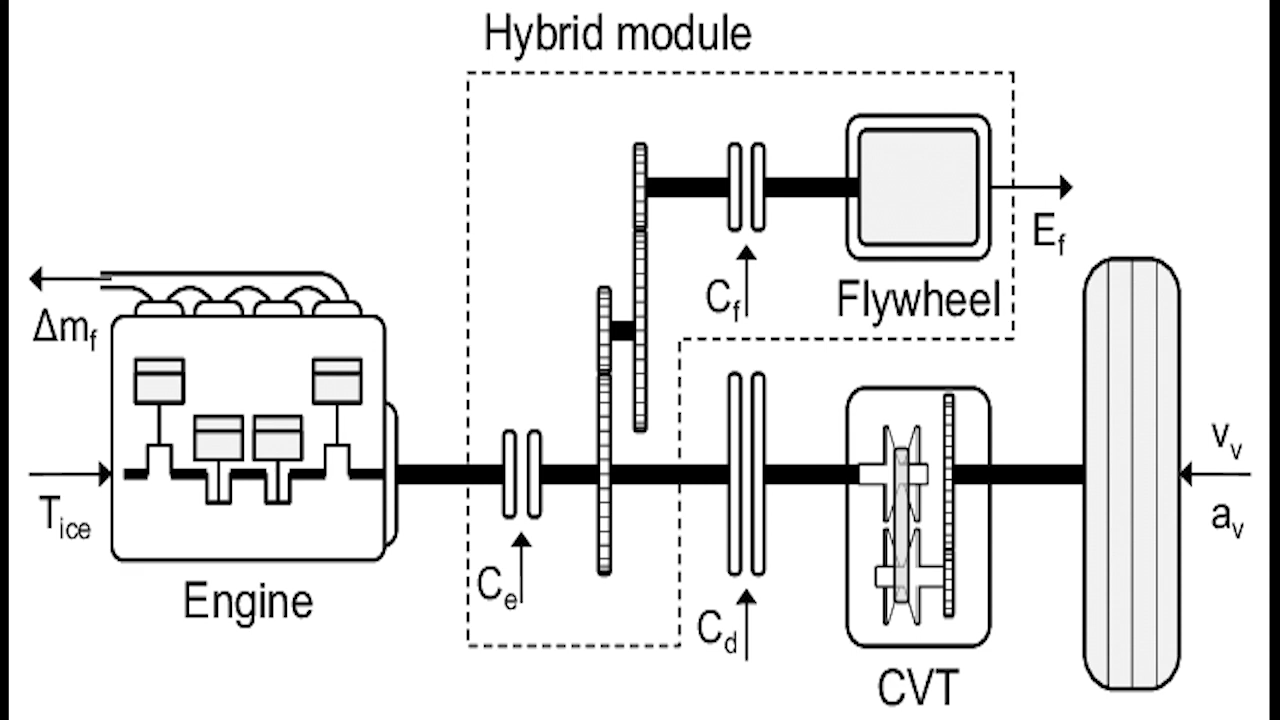 Hybrid module
E_f
C_f
Flywheel
Δm_f
T_ice
Engine
C_e
C_d
CVT
v_v
a_v